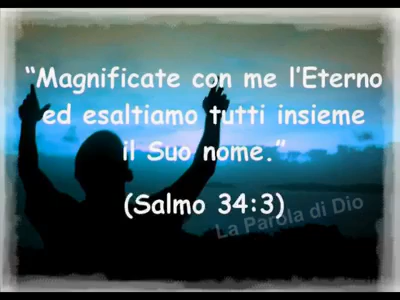 “Magnificate con me l’Eterno
ed esaltiamo tutti insieme
il Suo nome.”
(Salmo 34:3)
La Parola di Dio